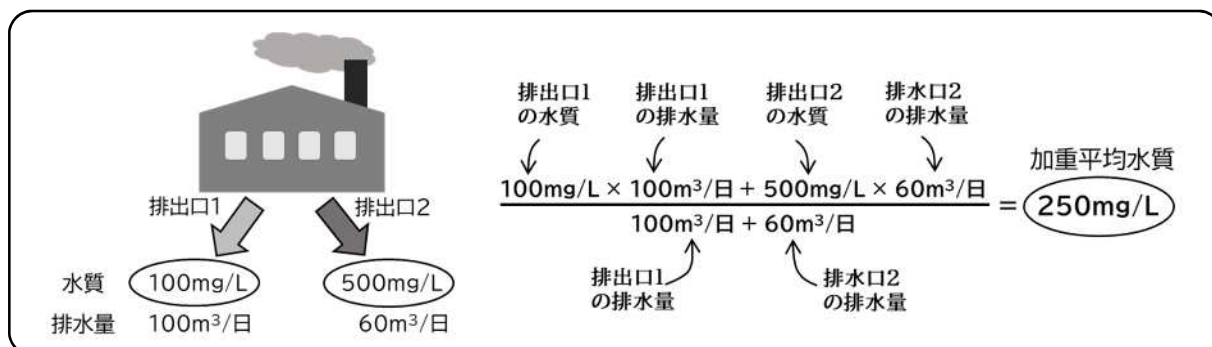 排出口1
排出口2
水質
100mg/L
500mg/L
排水量
100m³/日
60m³/日
排出口1
の水質
排出口1
の排水量
排出口2
の水質
排水口2
の排水量
100mg/L × 100m³/日 + 500mg/L × 60m³/日
100m³/日 + 60m³/日
排出口1
の排水量
排水口2
の排水量
=
加重平均水質
250mg/L